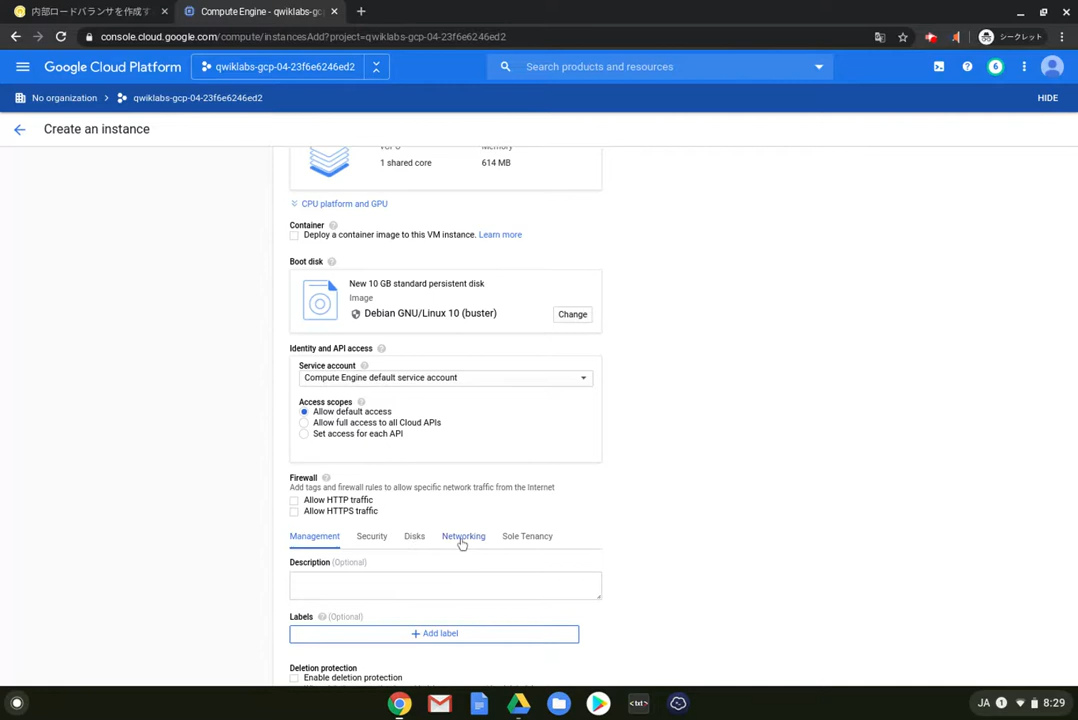 内部ロードバランサを作成す
Compute Engine - qwiklabs-gc
console.cloud.google.com/compute/instancesAdd?project=qwiklabs-gcp-04-23f6e6246ed2
シークレット
Google Cloud Platform
qwiklabs-gcp-04-23f6e6246ed2
Search products and resources
6
No organization
qwiklabs-gcp-04-23f6e6246ed2
HIDE
Create an instance
Memory
1 shared core
614 MB
CPU platform and GPU
Container
Deploy a container image to this VM instance. Learn more
Boot disk
New 10 GB standard persistent disk
Image
Debian GNU/Linux 10 (buster)
Change
Identity and API access
Service account
Compute Engine default service account
Access scopes
Allow default access
Allow full access to all Cloud APIs
Set access for each API
Firewall
Add tags and firewall rules to allow specific network traffic from the Internet
Allow HTTP traffic
Allow HTTPS traffic
Management Security Disks Networking Sole Tenancy
Description (Optional)
Labels (Optional)
+ Add label
Deletion protection
Enable deletion protection
<txt>
JA 1 8:29